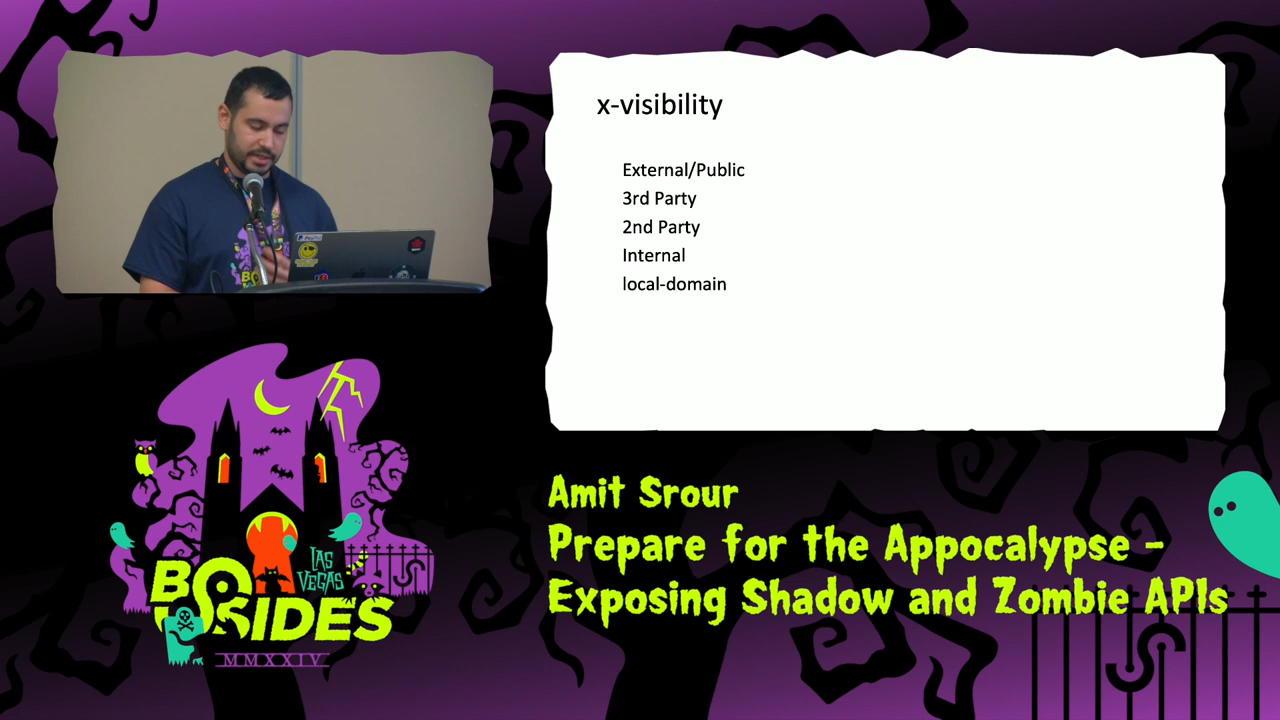 x-visibility
External/Public
3rd Party
2nd Party
Internal
local-domain
Amit Srour
Prepare for the Appocalypse -
Exposing Shadow and Zombie APIs
LAS
VEGAS
BSIDES
MMXXIV